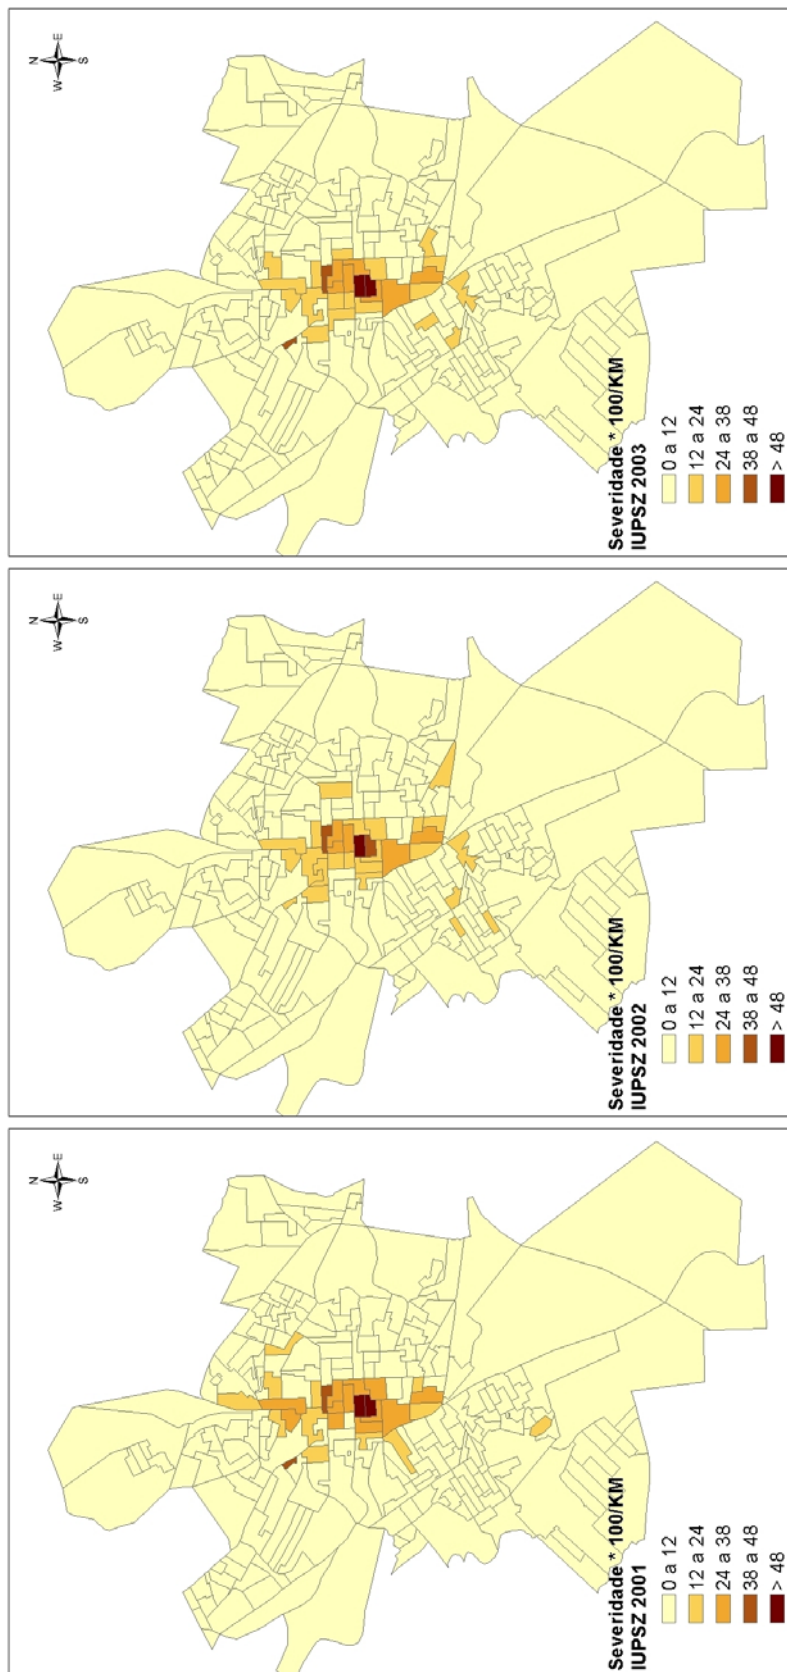 N
W
E
S
Severidade * 100/KM
IUPSZ 2003
0 a 12
12 a 24
24 a 38
38 a 48
> 48
N
W
E
S
Severidade * 100/KM
IUPSZ 2002
0 a 12
12 a 24
24 a 38
38 a 48
> 48
N
W
E
S
Severidade * 100/KM
IUPSZ 2001
0 a 12
12 a 24
24 a 38
38 a 48
> 48